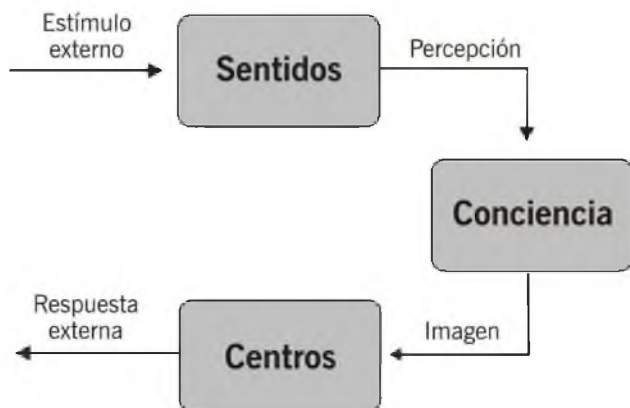 Estímulo
externo
Sentidos
Percepción
Conciencia
Imagen
Centros
Respuesta
externa